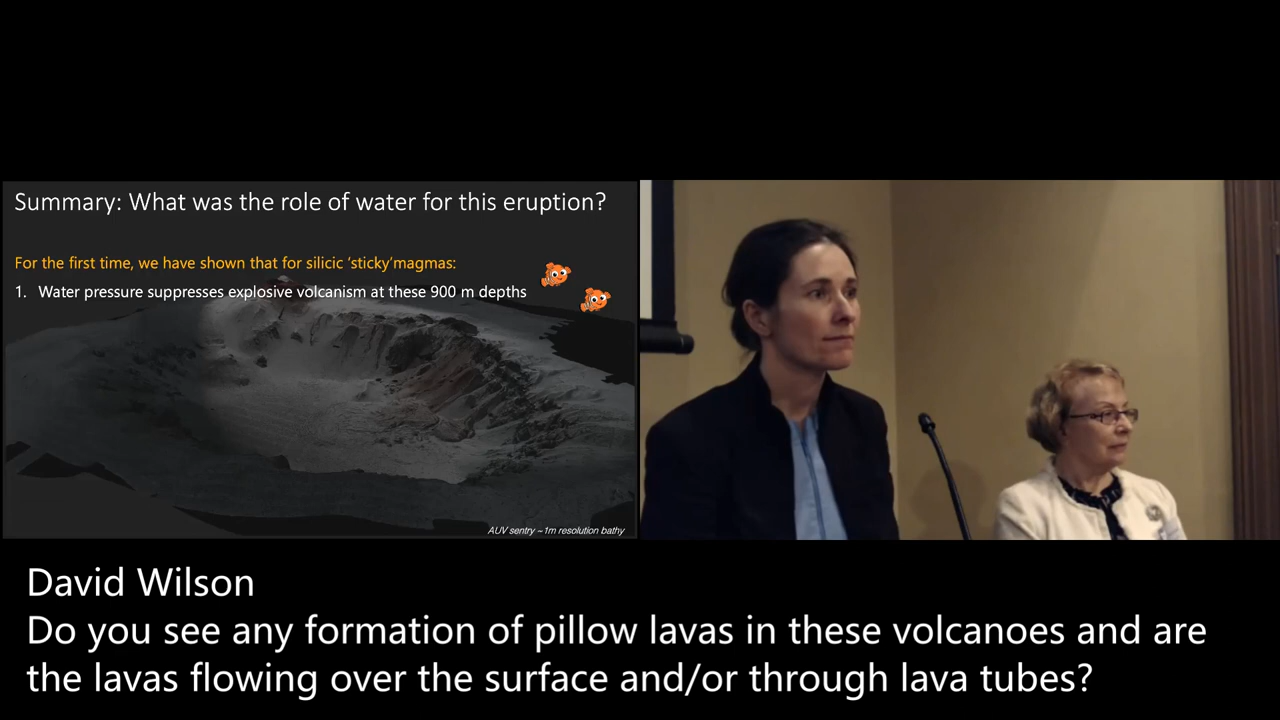 Summary: What was the role of water for this eruption?
For the first time, we have shown that for silicic 'sticky'magmas:
1. Water pressure suppresses explosive volcanism at these 900 m depths
AUV sentry ~1m resolution bathy
David Wilson
Do you see any formation of pillow lavas in these volcanoes and are
the lavas flowing over the surface and/or through lava tubes?